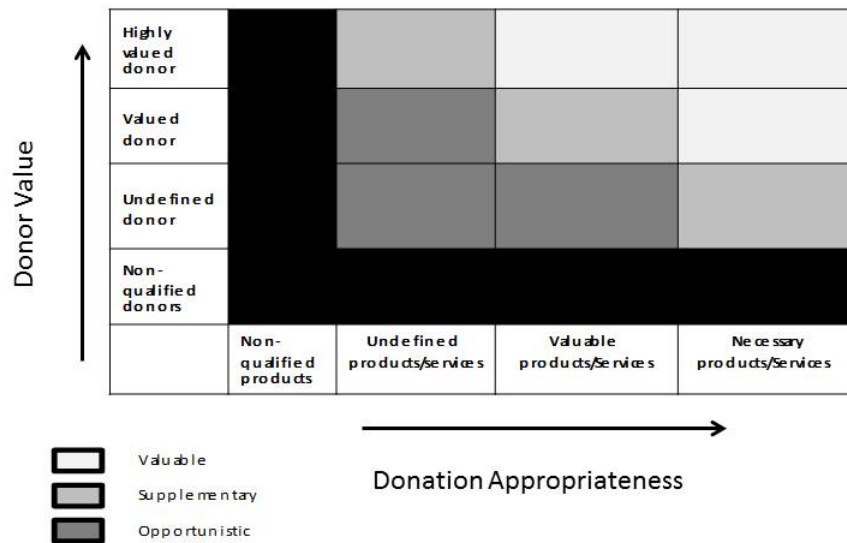 Highly
valued
donor
Valued
donor
Undefined
donor
Non-
qualified
donors
Non-
qualified
products
Undefined
products/services
Valuable
products/Services
Necessary
products/Services
Donor Value
Donation Appropriateness
Valuable
Supplementary
Opportunistic